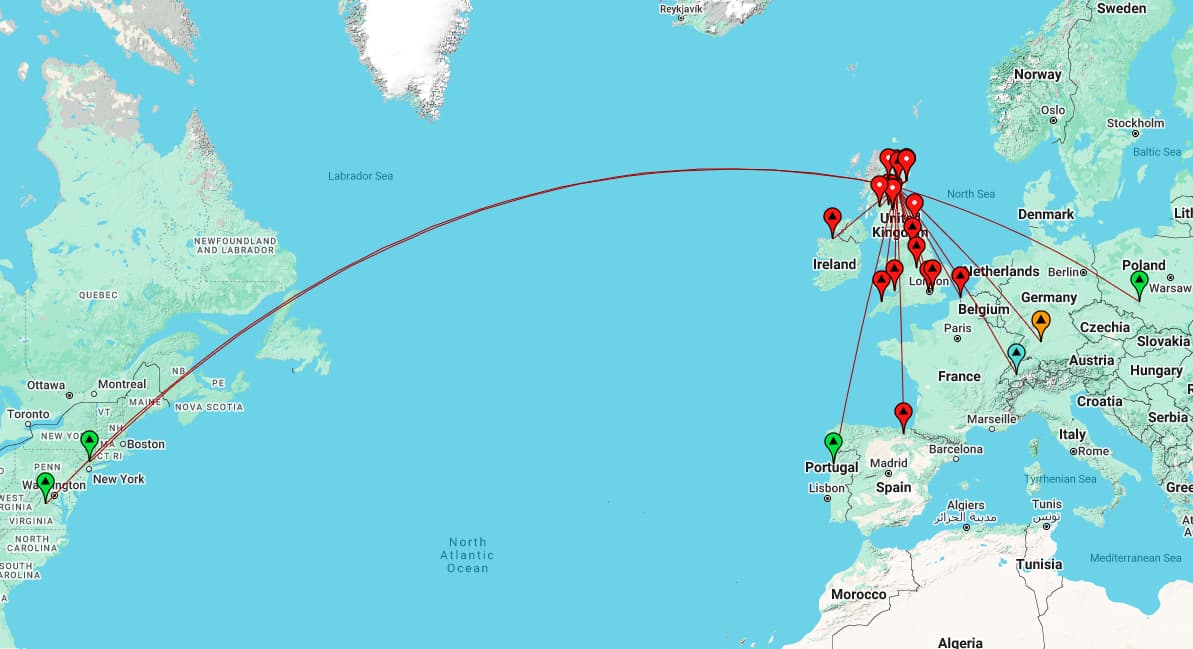 Sweden
Reykjavík
Norway
Oslo
Stockholm
Baltic Sea
Labrador Sea
North Sea
Denmark
United
Kingdom
NEWFOUNDLAND
AND LABRADOR
Ireland
Netherlands
Berlin
Poland
Warsaw
London
QUEBEC
Belgium
Germany
Paris
Czechia
Slovakia
Austria
Hungary
France
NB
PE
Ottawa
Montreal
MAINE
NOVA SCOTIA
Croatia
Toronto
VT
NH
Marseille
Serbia
NEW YO
MA
Boston
Italy
CT RI
Barcelona
Rome
PENN
New York
Portugal
Madrid
Washington
Lisbon
Spain
Tyrrhenian Sea
Gree
WEST
VIRGINIA
VIRGINIA
Algiers
مدينة الجزائر
Tunis
تونس
At
NORTH
CAROLINA
North
Atlantic
Ocean
Mediterranean Sea
Tunisia
SOUTH
CAROLINA
Morocco
Algeria